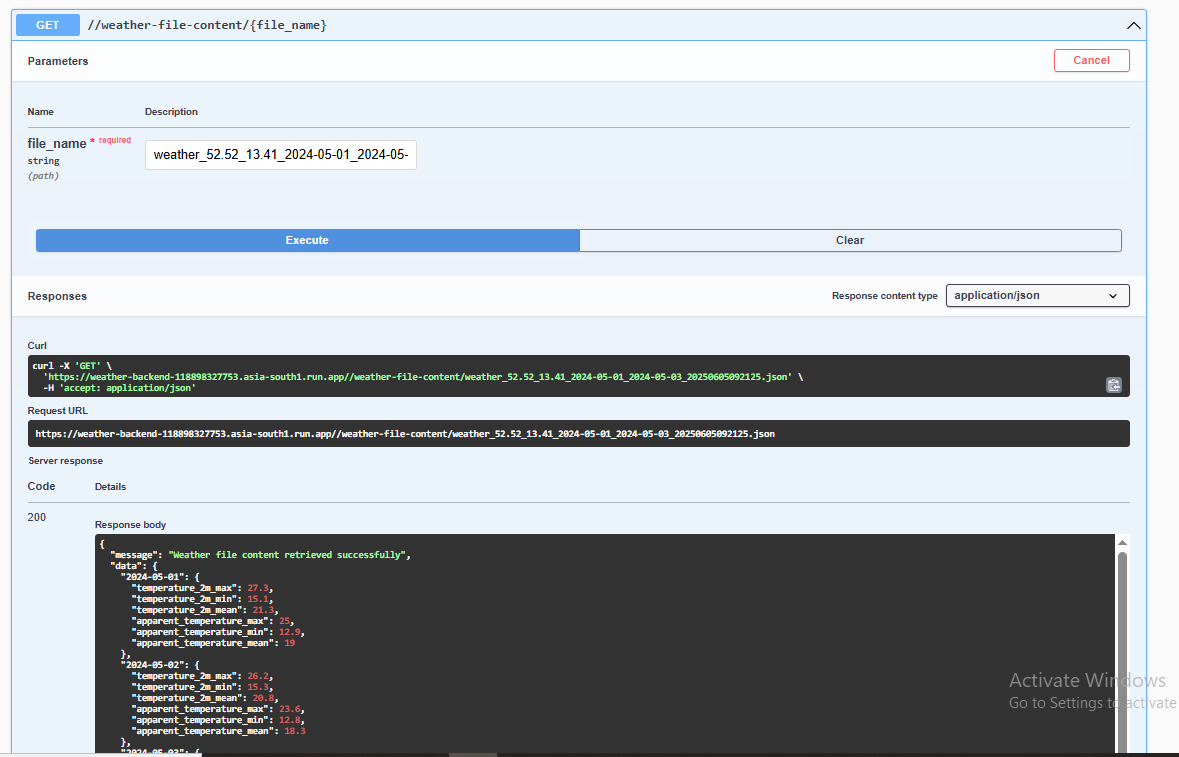 GET //weather-file-content/{file_name}
Parameters
Cancel
Name Description
file_name * required
string
(path)
weather_52.52_13.41_2024-05-01_2024-05-
Execute Clear
Responses Response content type application/json
Curl
curl -X 'GET' \
'https://weather-backend-118898327753.asia-south1.run.app//weather-file-content/weather_52.52_13.41_2024-05-01_2024-05-03_20250605092125.json' \
-H 'accept: application/json'
Request URL
https://weather-backend-118898327753.asia-south1.run.app//weather-file-content/weather_52.52_13.41_2024-05-01_2024-05-03_20250605092125.json
Server response
Code Details
200
Response body
{
"message": "Weather file content retrieved successfully",
"data": {
"2024-05-01": {
"temperature_2m_max": 27.3,
"temperature_2m_min": 15.1,
"temperature_2m_mean": 21.3,
"apparent_temperature_max": 25,
"apparent_temperature_min": 12.9,
"apparent_temperature_mean": 19
},
"2024-05-02": {
"temperature_2m_max": 26.2,
"temperature_2m_min": 15.3,
"temperature_2m_mean": 20.8,
"apparent_temperature_max": 23.6,
"apparent_temperature_min": 12.8,
"apparent_temperature_mean": 18.3
},
"2024-05-03": {
Activate Windows
Go to Settings to activate